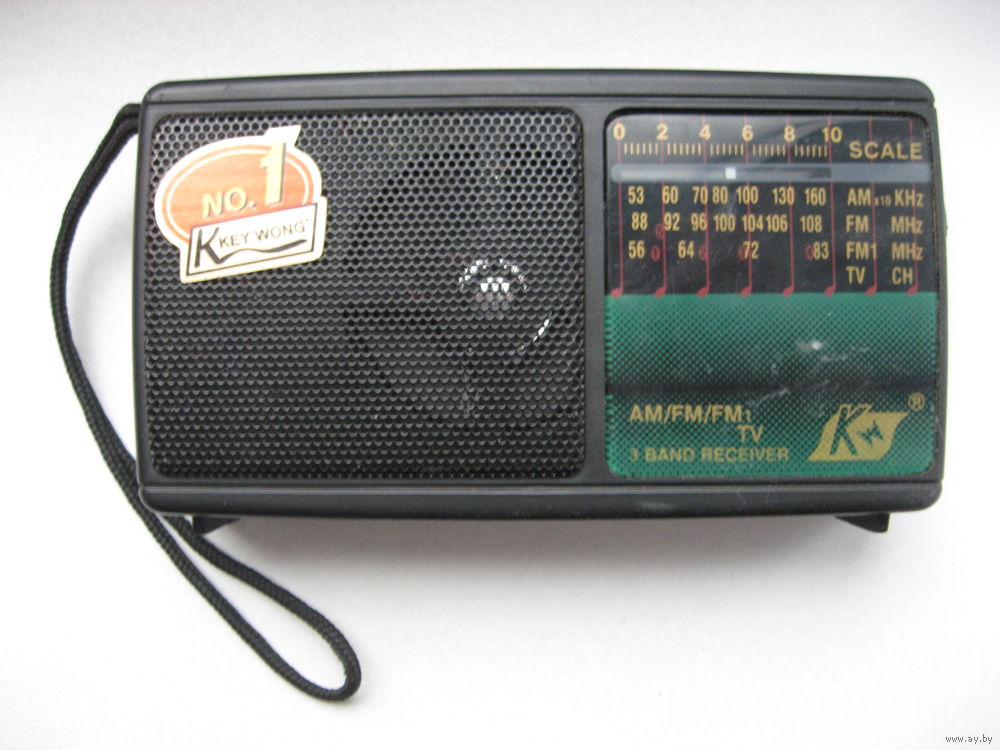 NO.1
KEY WONG
0 2 4 6 8 10
SCALE
53 60 70 80 100 130 160 AM x10 KHz
88 92 96 100 104 106 108 FM MHz
56 64 72 83 FM1 MHz
TV CH
AM/FM/FM1
TV
3 BAND RECEIVER
KW®
www.ay.by